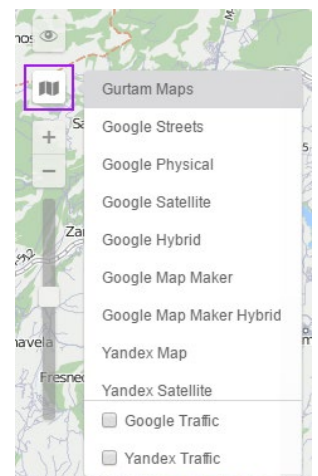 Gurtam Maps
Google Streets
Google Physical
Google Satellite
Google Hybrid
Google Map Maker
Google Map Maker Hybrid
Yandex Map
Yandex Satellite
Google Traffic
Yandex Traffic